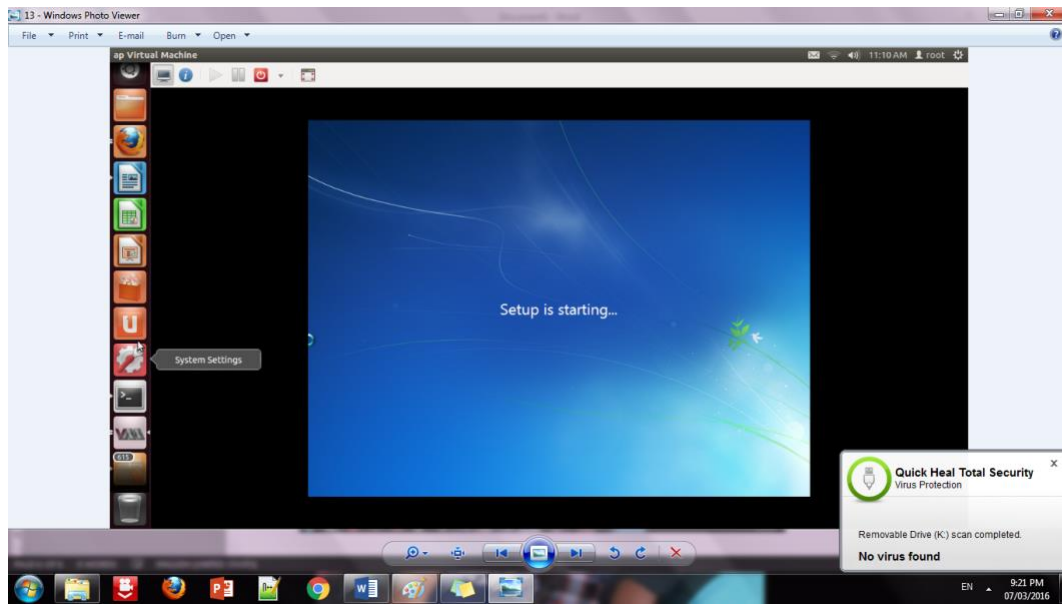 13 - Windows Photo Viewer
File Print E-mail Burn Open
ap Virtual Machine
11:10 AM root
Setup is starting...
System Settings
>_
615
Quick Heal Total Security
Virus Protection
x
Removable Drive (K:) scan completed.
No virus found
EN
9:21 PM
07/03/2016